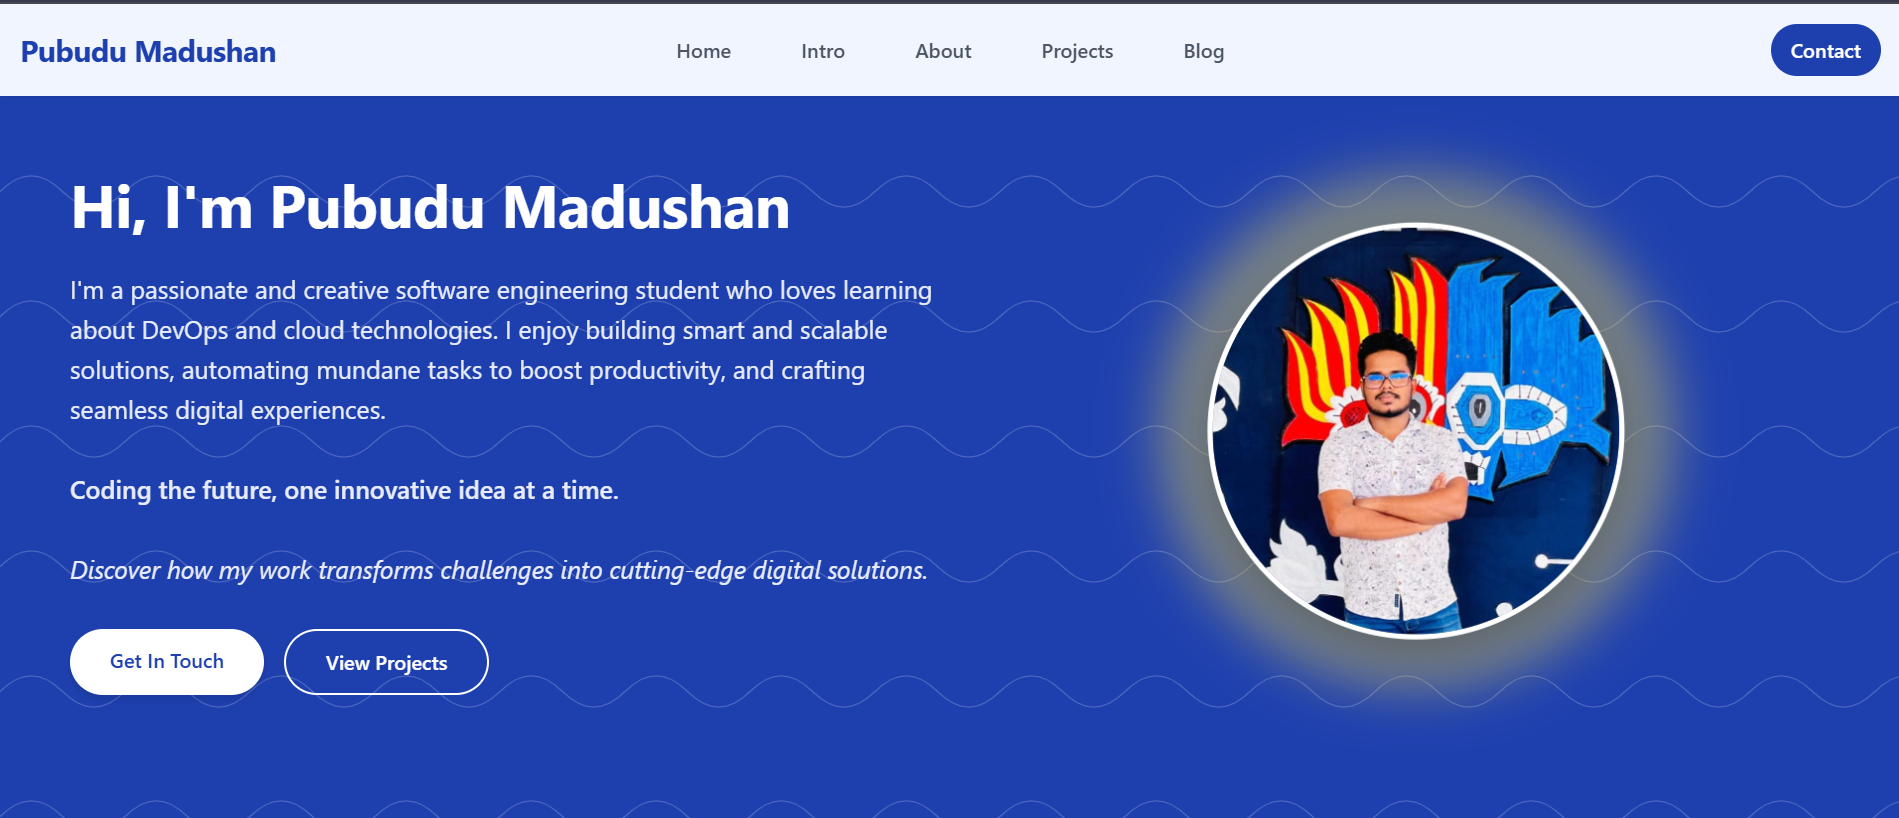 Pubudu Madushan
Home
Intro
About
Projects
Blog
Contact
Hi, I'm Pubudu Madushan
I'm a passionate and creative software engineering student who loves learning
about DevOps and cloud technologies. I enjoy building smart and scalable
solutions, automating mundane tasks to boost productivity, and crafting
seamless digital experiences.
Coding the future, one innovative idea at a time.
Discover how my work transforms challenges into cutting-edge digital solutions.
Get In Touch
View Projects